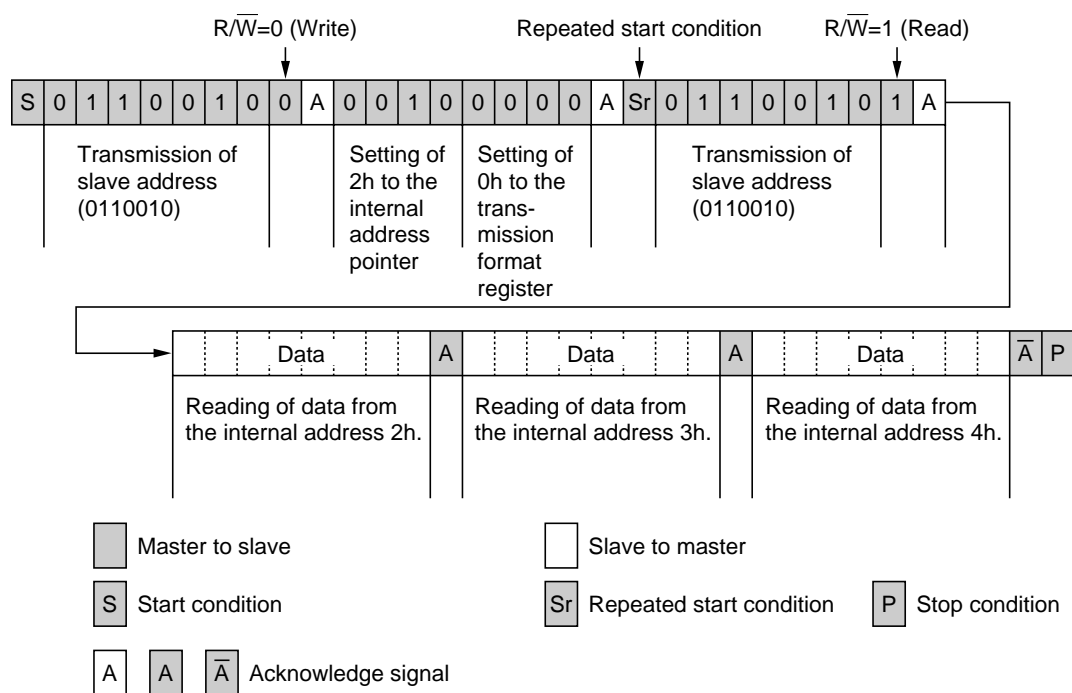 R/W̅=0 (Write) Repeated start condition R/W̅=1 (Read)
S 0 1 1 0 0 1 0 0 A 0 0 1 0 0 0 0 0 A Sr 0 1 1 0 0 1 0 1 A
Transmission of
slave address
(0110010)
Setting of
2h to the
internal
address
pointer
Setting of
0h to the
trans-
mission
format
register
Transmission of
slave address
(0110010)
Data A Data A Data A̅ P
Reading of data from
the internal address 2h.
Reading of data from
the internal address 3h.
Reading of data from
the internal address 4h.
Master to slave Slave to master
S Start condition Sr Repeated start condition P Stop condition
A A A̅ Acknowledge signal